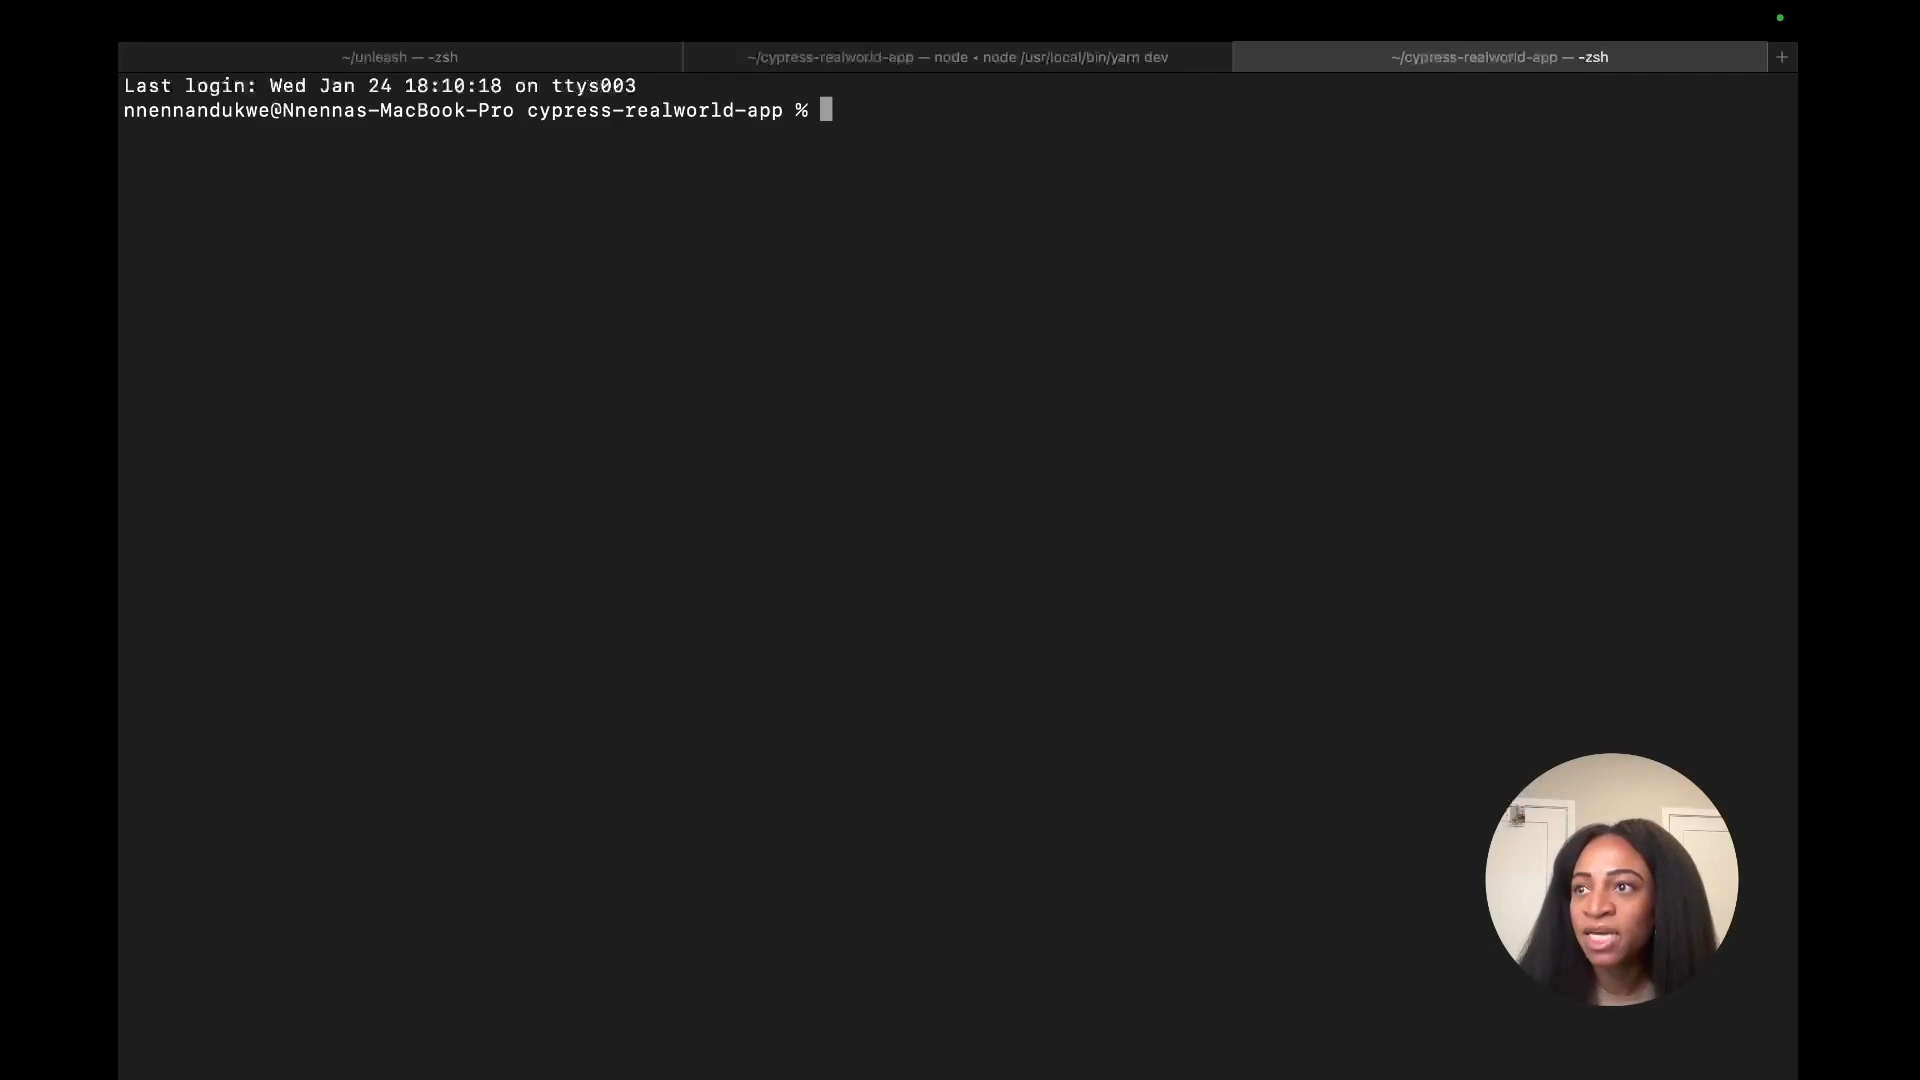 ~/unleash — -zsh
~/cypress-realworld-app — node ◂ node /usr/local/bin/yarn dev
~/cypress-realworld-app — -zsh
+
Last login: Wed Jan 24 18:10:18 on ttys003
nnennandukwe@Nnennas-MacBook-Pro cypress-realworld-app %